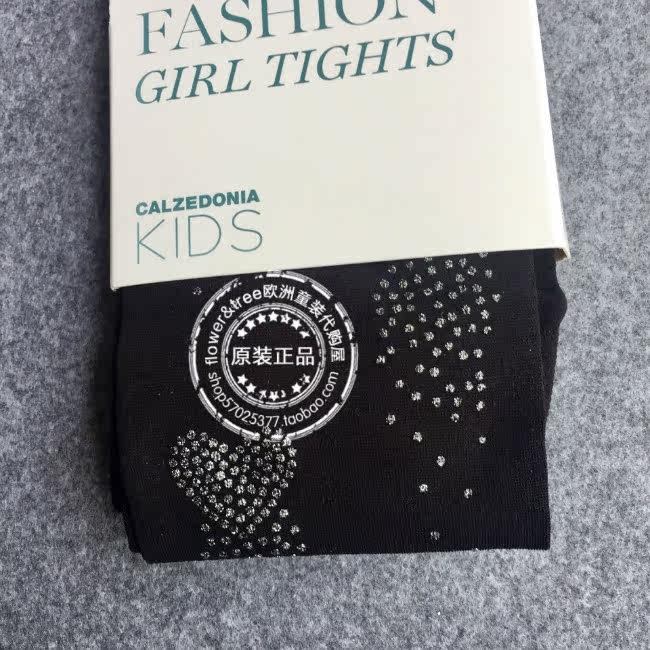 FASHION
GIRL TIGHTS
CALZEDONIA
KIDS
flower&tree欧洲童装代购屋
原装正品
shop57025377.taobao.com